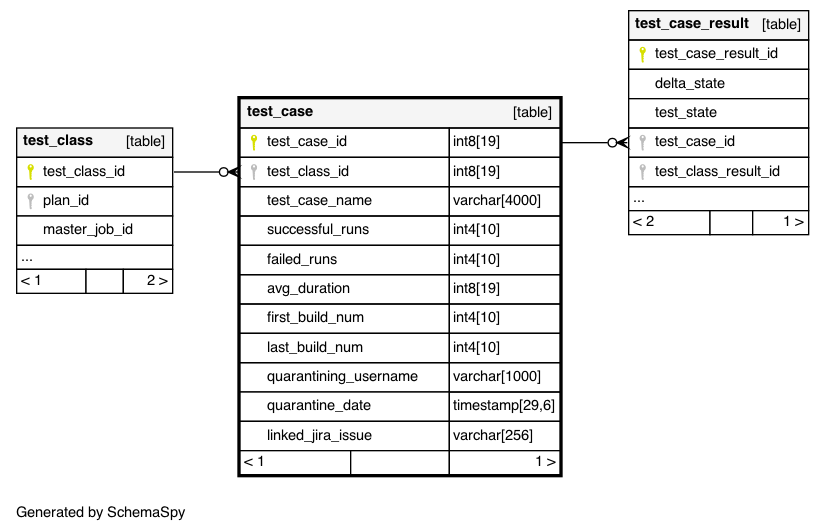 test_case_result [table]
test_case_result_id
delta_state
test_state
test_case_id
test_class_result_id
...
< 2 1 >
test_class [table]
test_class_id
plan_id
master_job_id
...
< 1 2 >
test_case [table]
test_case_id int8[19]
test_class_id int8[19]
test_case_name varchar[4000]
successful_runs int4[10]
failed_runs int4[10]
avg_duration int8[19]
first_build_num int4[10]
last_build_num int4[10]
quarantining_username varchar[1000]
quarantine_date timestamp[29,6]
linked_jira_issue varchar[256]
< 1 1 >
Generated by SchemaSpy